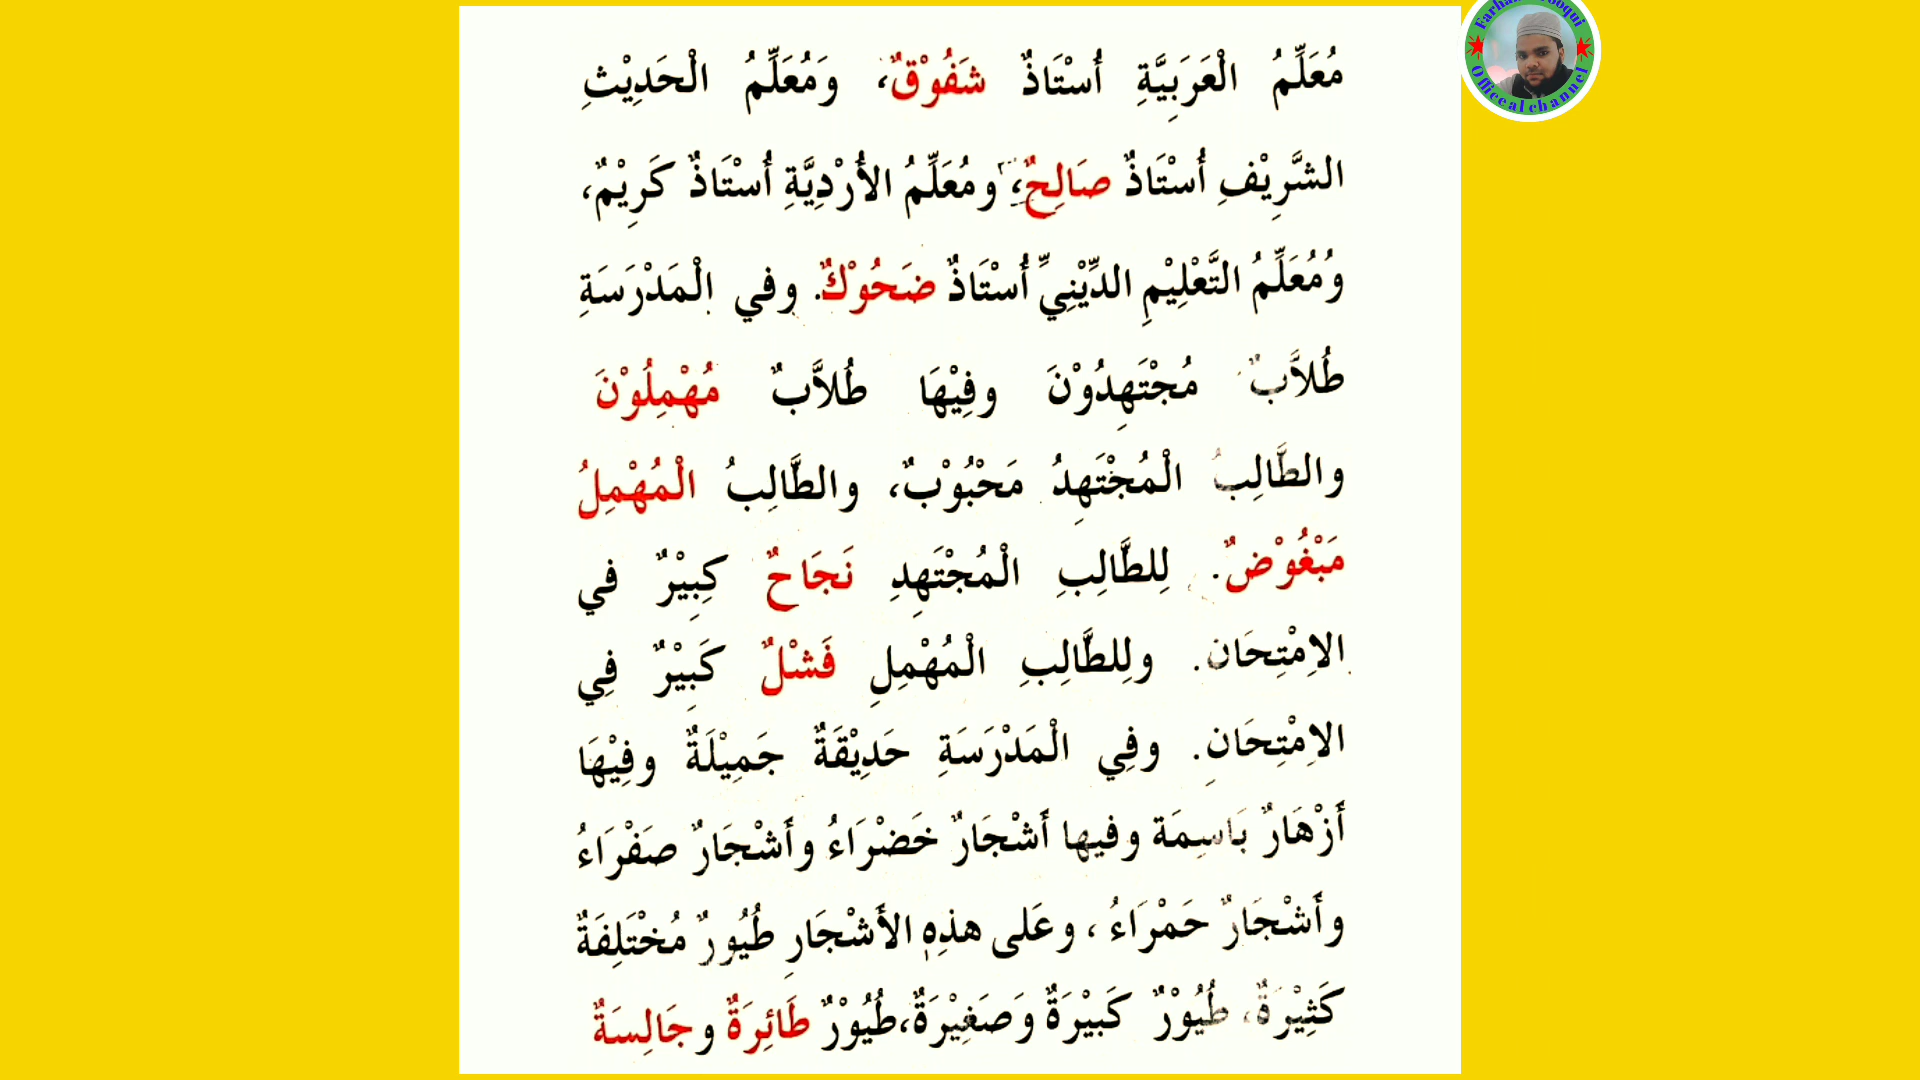 مُعَلِّمُ الْعَرَبِيَّةِ أُسْتَاذٌ شَفُوْقٌ، وَمُعَلِّمُ الْحَدِيْثِ
الشَّرِيْفِ أُسْتَاذٌ صَالِحٌ، ومُعَلِّمُ الأُرْدِيَّةِ أُسْتَاذٌ كَرِيْمٌ،
وُمُعَلِّمُ التَّعْلِيْمِ الدِّيْنِيِّ أُسْتَاذٌ ضَحُوْكٌ. وفي الْمَدْرَسَةِ
طُلاَّبٌ مُجْتَهِدُوْنَ وفِيْهَا طُلاَّبٌ مُهْمِلُوْنَ
والطَّالِبُ الْمُجْتَهِدُ مَحْبُوْبٌ، والطَّالِبُ الْمُهْمِلُ
مَبْغُوْضٌ. لِلطَّالِبِ الْمُجْتَهِدِ نَجَاحٌ كَبِيْرٌ في
الاِمْتِحَان. ولِلطَّالِبِ الْمُهْمِلِ فَشْلٌ كَبِيْرٌ فِي
الاِمْتِحَانِ. وفِي الْمَدْرَسَةِ حَدِيْقَةٌ جَمِيْلَةٌ وفِيْهَا
أَزْهَارٌ بَاسِمَة وفيها أَشْجَارٌ خَضْرَاءُ وأَشْجَارٌ صَفْرَاءُ
وأَشْجَارٌ حَمْرَاءُ ، وعَلى هذِهِ الأَشْجَارِ طُيُورٌ مُخْتَلِفَةٌ
كَثِيْرَةٌ، طُيُوْرٌ كَبِيْرَةٌ وَصَغِيْرَةٌ،طُيُوْرٌ طَائِرَةٌ وجَالِسَةٌ
Officeal channel